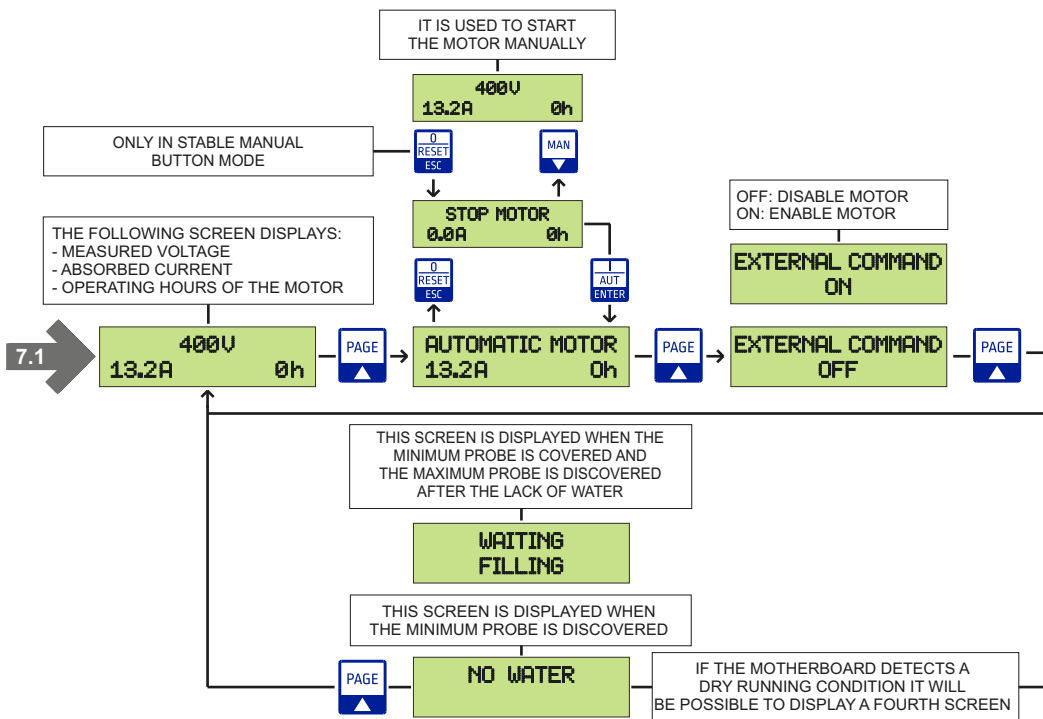 IT IS USED TO START
THE MOTOR MANUALLY
400V
13.2A 0h
ONLY IN STABLE MANUAL
BUTTON MODE
0
RESET
ESC
MAN
STOP MOTOR
0.0A 0h
OFF: DISABLE MOTOR
ON: ENABLE MOTOR
THE FOLLOWING SCREEN DISPLAYS:
- MEASURED VOLTAGE
- ABSORBED CURRENT
- OPERATING HOURS OF THE MOTOR
0
RESET
ESC
I
AUT
ENTER
EXTERNAL COMMAND
ON
7.1
400V
13.2A 0h
PAGE
AUTOMATIC MOTOR
13.2A 0h
PAGE
EXTERNAL COMMAND
OFF
PAGE
THIS SCREEN IS DISPLAYED WHEN THE
MINIMUM PROBE IS COVERED AND
THE MAXIMUM PROBE IS DISCOVERED
AFTER THE LACK OF WATER
WAITING
FILLING
THIS SCREEN IS DISPLAYED WHEN
THE MINIMUM PROBE IS DISCOVERED
PAGE
NO WATER
IF THE MOTHERBOARD DETECTS A
DRY RUNNING CONDITION IT WILL
BE POSSIBLE TO DISPLAY A FOURTH SCREEN